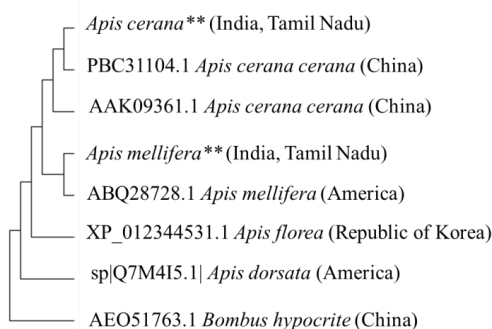 Apis cerana** (India, Tamil Nadu)
PBC31104.1 Apis cerana cerana (China)
AAK09361.1 Apis cerana cerana (China)
Apis mellifera** (India, Tamil Nadu)
ABQ28728.1 Apis mellifera (America)
XP_012344531.1 Apis florea (Republic of Korea)
sp|Q7M4I5.1| Apis dorsata (America)
AEO51763.1 Bombus hypocrite (China)